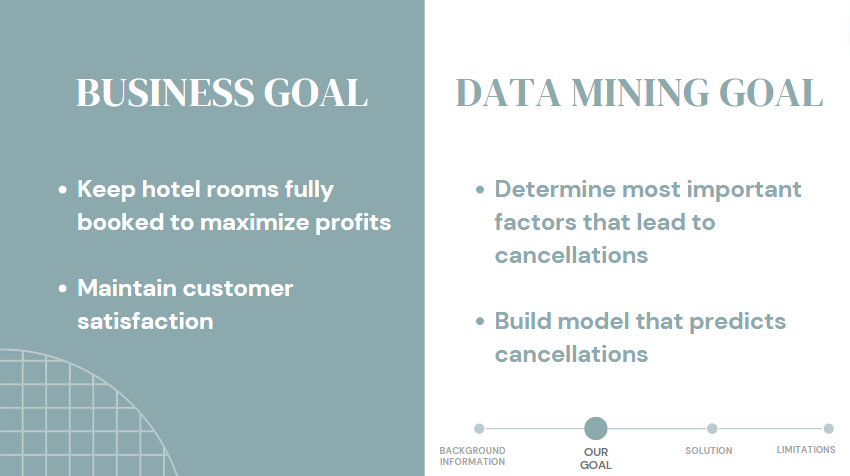 BUSINESS GOAL
• Keep hotel rooms fully
booked to maximize profits
• Maintain customer
satisfaction
DATA MINING GOAL
• Determine most important
factors that lead to
cancellations
• Build model that predicts
cancellations
BACKGROUND
INFORMATION
OUR
GOAL
SOLUTION
LIMITATIONS